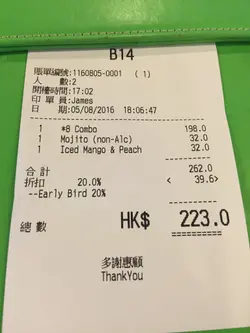 B14
賬單編號:1160805-0001 (1)
人 數:2
開檯時間:17:02
印 單 員:James
日 期:05/08/2016 18:06:47
1 *8 Combo 198.0
1 Mojito (non-Alc) 32.0
1 Iced Mango & Peach 32.0
合 計 262.0
折扣 20.0% < 39.6>
--Early Bird 20%
總 數 HK$ 223.0
==========
多謝惠顧
ThankYou